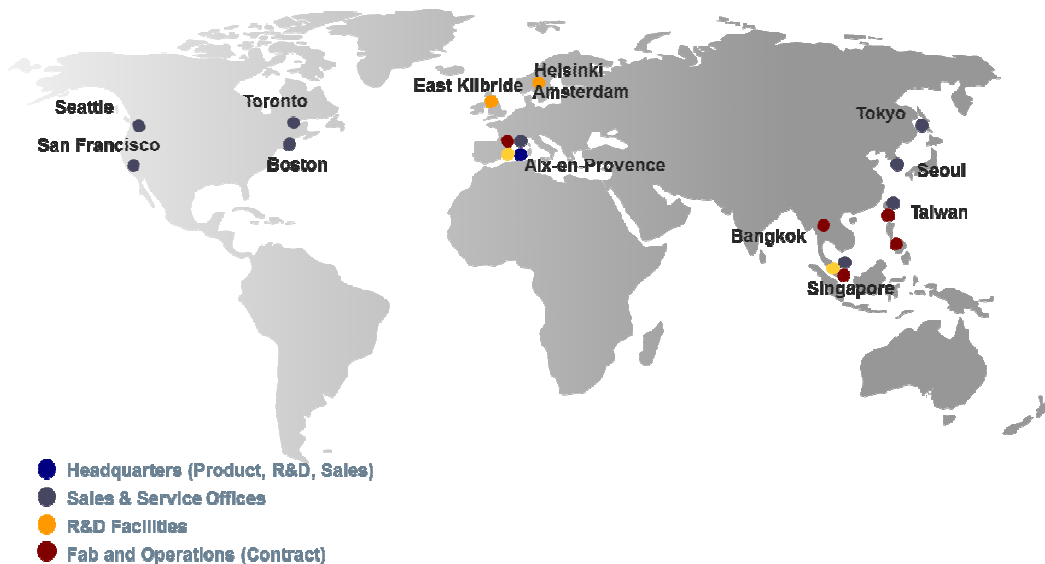 Helsinki
East Kilbride
Amsterdam
Seattle
Toronto
Tokyo
San Francisco
Boston
Aix-en-Provence
Seoul
Taiwan
Bangkok
Singapore
Headquarters (Product, R&D, Sales)
Sales & Service Offices
R&D Facilities
Fab and Operations (Contract)